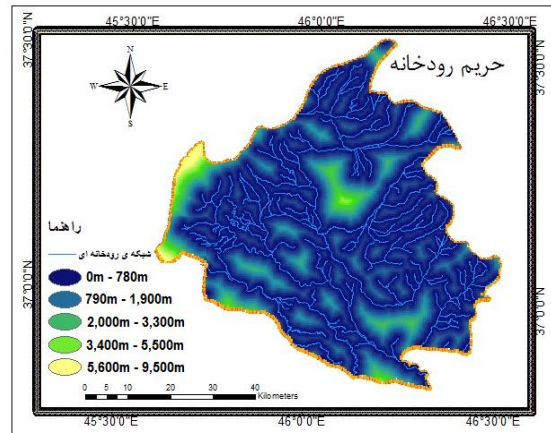 45°30'0"E 46°0'0"E 46°30'0"E
37°30'0"N 37°30'0"N
حریم رودخانه
N
W E
S
راهنما
شبکه ی رودخانه ای
0m - 780m
790m - 1,900m
2,000m - 3,300m
3,400m - 5,500m
5,600m - 9,500m
37°0'0"N 37°0'0"N
0 5 10 20 30 40
Kilometers
45°30'0"E 46°0'0"E 46°30'0"E